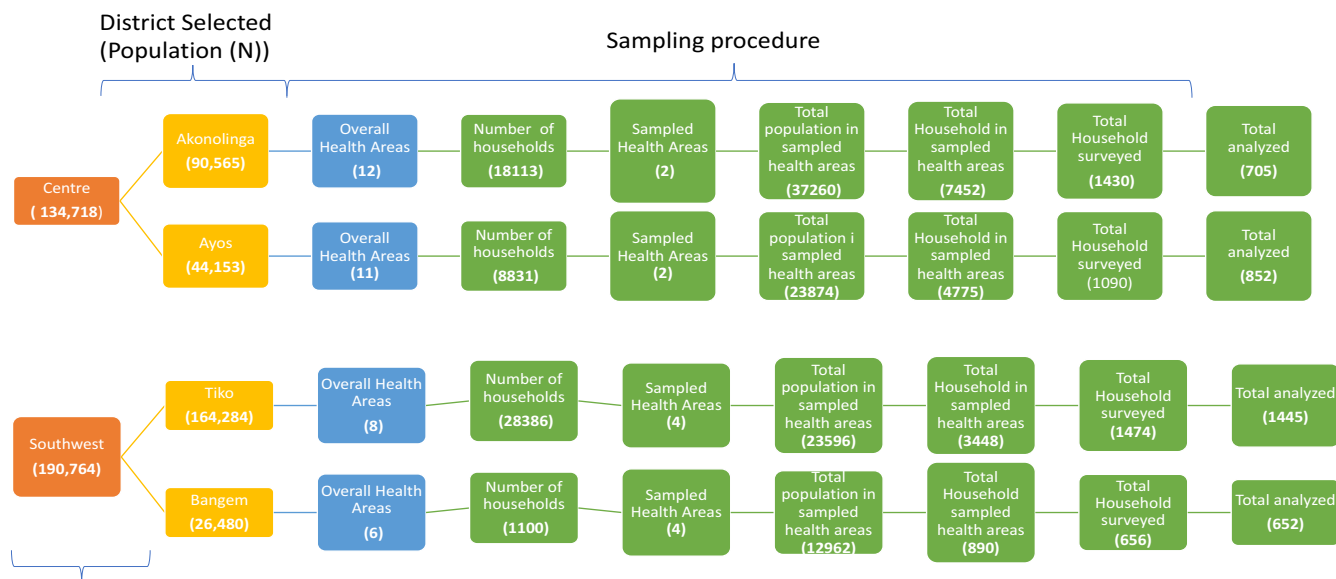 District Selected
(Population (N))
Sampling procedure
Centre
( 134,718)
Akonolinga
(90,565)
Overall
Health Areas
(12)
Number of
households
(18113)
Sampled
Health Areas
(2)
Total
population in
sampled
health areas
(37260)
Total
Household in
sampled
health areas
(7452)
Total
Household
surveyed
(1430)
Total
analyzed
(705)
Ayos
(44,153)
Overall
Health Areas
(11)
Number of
households
(8831)
Sampled
Health Areas
(2)
Total
population i
sampled
health areas
(23874)
Total
Household in
sampled
health areas
(4775)
Total
Household
surveyed
(1090)
Total
analyzed
(852)
Southwest
(190,764)
Tiko
(164,284)
Overall Health
Areas
(8)
Number of
households
(28386)
Sampled
Health Areas
(4)
Total
population in
sampled
health areas
(23596)
Total
Household in
sampled
health areas
(3448)
Total
Household
surveyed
(1474)
Total analyzed
(1445)
Bangem
(26,480)
Overall Health
Areas
(6)
Number of
households
(1100)
Sampled
Health Areas
(4)
Total
population in
sampled
health areas
(12962)
Total
Household
sampled
health areas
(890)
Total
Household
surveyed
(656)
Total analyzed
(652)